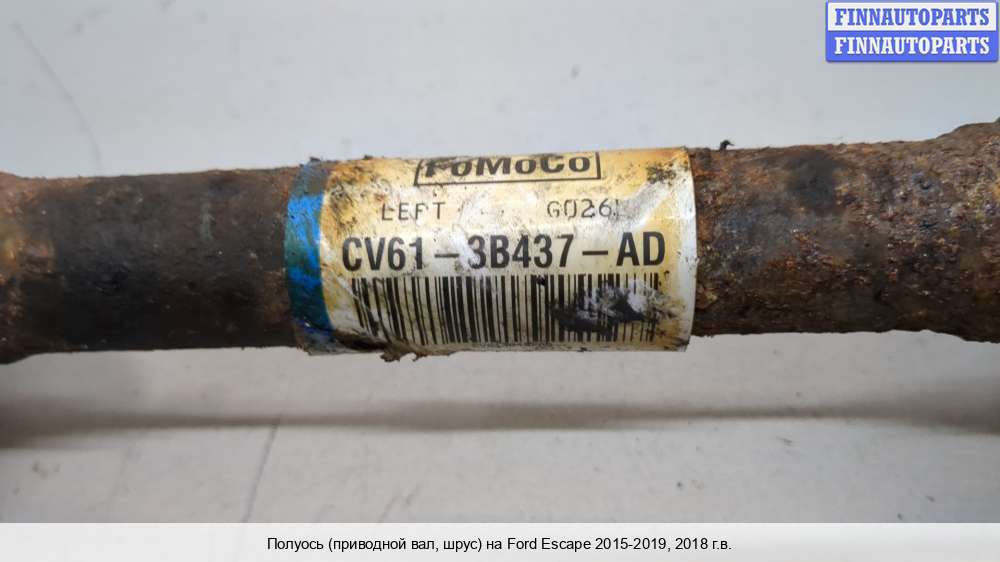 FINNAUTOPARTS
FINNAUTOPARTS
FoMoCo
LEFT
CV61-3B437-AD
Полуось (приводной вал, шрус) на Ford Escape 2015-2019, 2018 г.в.